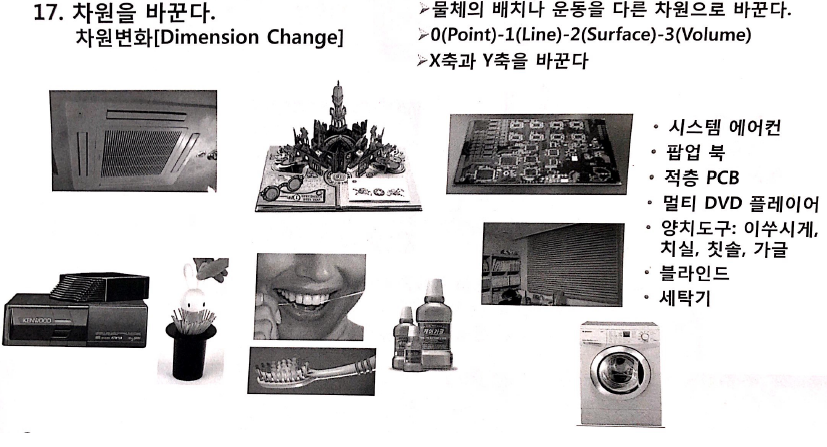 17. 차원을 바꾼다.
차원변화[Dimension Change]
➢물체의 배치나 운동을 다른 차원으로 바꾼다.
➢0(Point)-1(Line)-2(Surface)-3(Volume)
➢X축과 Y축을 바꾼다
• 시스템 에어컨
• 팝업 북
• 적층 PCB
• 멀티 DVD 플레이어
• 양치도구: 이쑤시게,
치실, 칫솔, 가글
• 블라인드
• 세탁기
KENWOOD